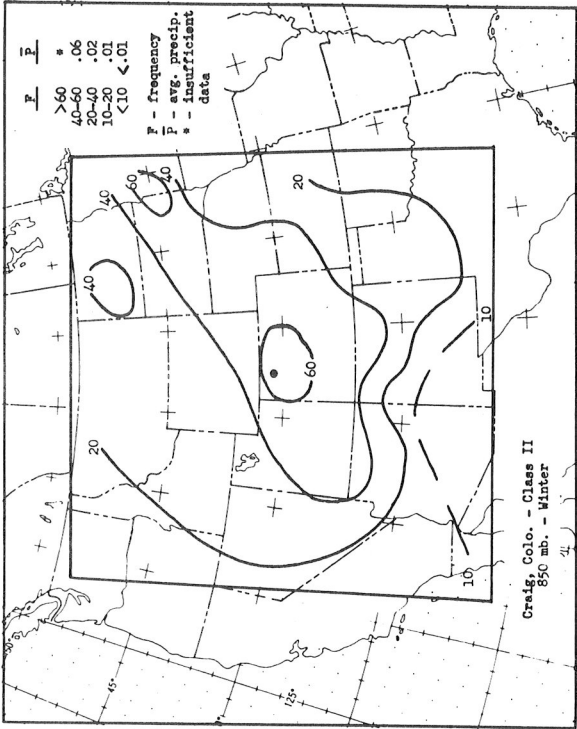 F P̄
>60 *
40-60 .06
20-40 .02
10-20 .01
<10 <.01
F - frequency
P̄ - avg. precip.
* - insufficient
data
40
40
60
40
20
20
60
10
10
45°
125°
Craig, Colo. - Class II
850 mb. - Winter